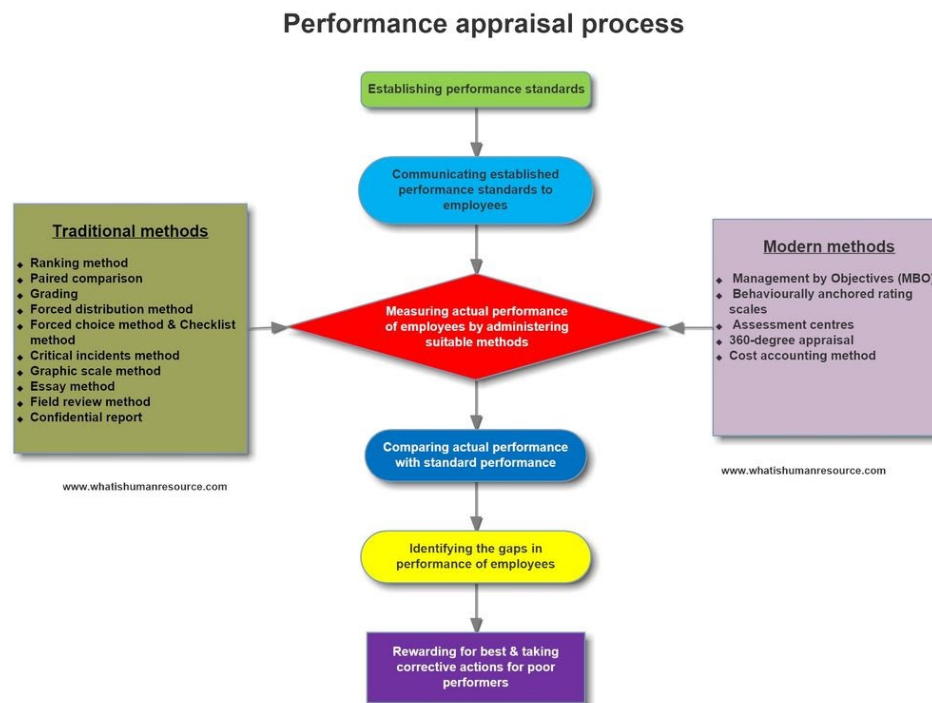 Performance appraisal process
Establishing performance standards
Communicating established
performance standards to
employees
Traditional methods
Ranking method
Paired comparison
Grading
Forced distribution method
Forced choice method & Checklist
method
Critical incidents method
Graphic scale method
Essay method
Field review method
Confidential report
www.whatishumanresource.com
Measuring actual performance
of employees by administering
suitable methods
Modern methods
Management by Objectives (MBO)
Behaviourally anchored rating
scales
Assessment centres
360-degree appraisal
Cost accounting method
www.whatishumanresource.com
Comparing actual performance
with standard performance
Identifying the gaps in
performance of employees
Rewarding for best & taking
corrective actions for poor
performers